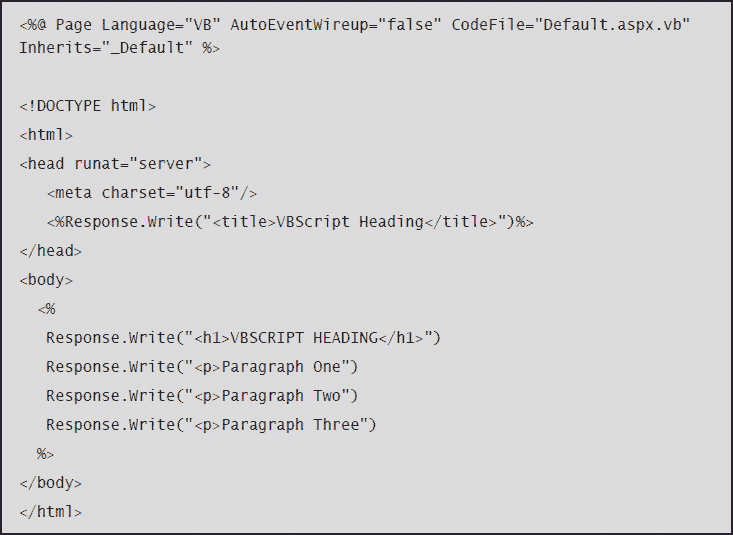 <%@ Page Language="VB" AutoEventWireup="false" CodeFile="Default.aspx.vb"
Inherits="_Default" %>
<!DOCTYPE html>
<html>
<head runat="server">
<meta charset="utf-8"/>
<%Response.Write("<title>VBScript Heading</title>")%>
</head>
<body>
<%
Response.Write("<h1>VBSCRIPT HEADING</h1>")
Response.Write("<p>Paragraph One")
Response.Write("<p>Paragraph Two")
Response.Write("<p>Paragraph Three")
%>
</body>
</html>